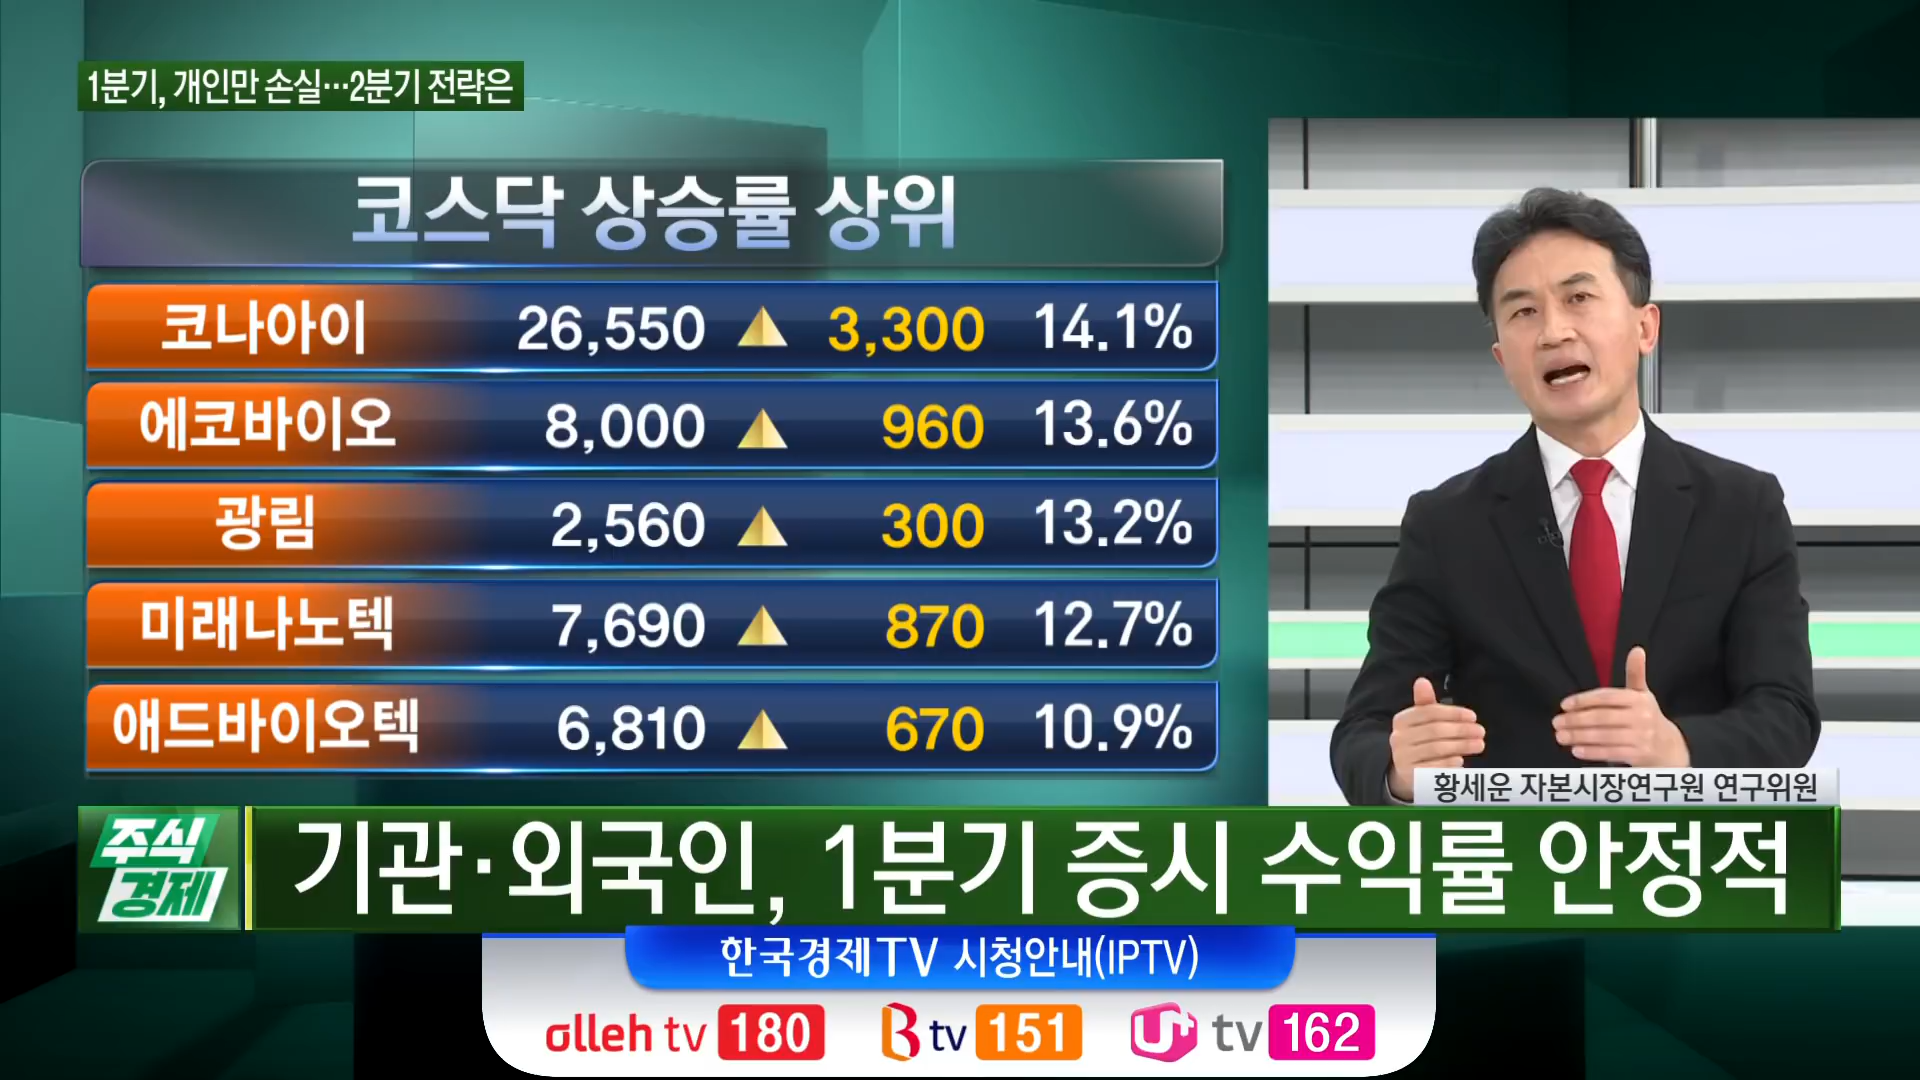 1분기, 개인만 손실…2분기 전략은
코스닥 상승률 상위
코나아이 26,550 ▲ 3,300 14.1%
에코바이오 8,000 ▲ 960 13.6%
광림 2,560 ▲ 300 13.2%
미래나노텍 7,690 ▲ 870 12.7%
애드바이오텍 6,810 ▲ 670 10.9%
황세운 자본시장연구원 연구위원
주식
경제
기관·외국인, 1분기 증시 수익률 안정적
한국경제TV 시청안내(IPTV)
olleh tv 180 B tv 151 U+ tv 162